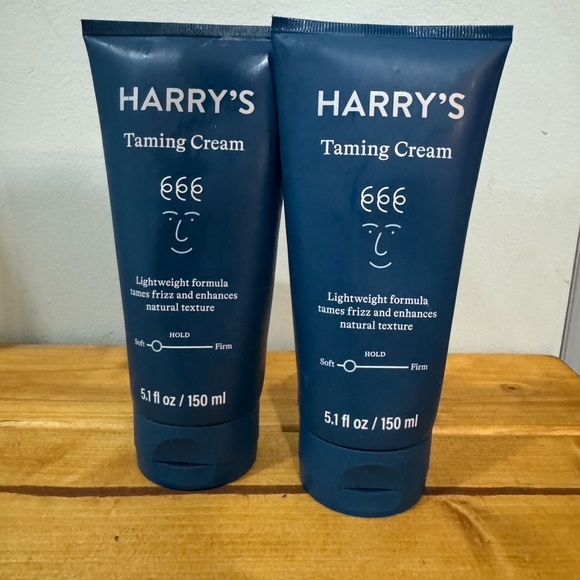 HARRY'S
Taming Cream
Lightweight formula
tames frizz and enhances
natural texture
HOLD
Soft Firm
5.1 fl oz / 150 ml
HARRY'S
Taming Cream
Lightweight formula
tames frizz and enhances
natural texture
HOLD
Soft Firm
5.1 fl oz / 150 ml